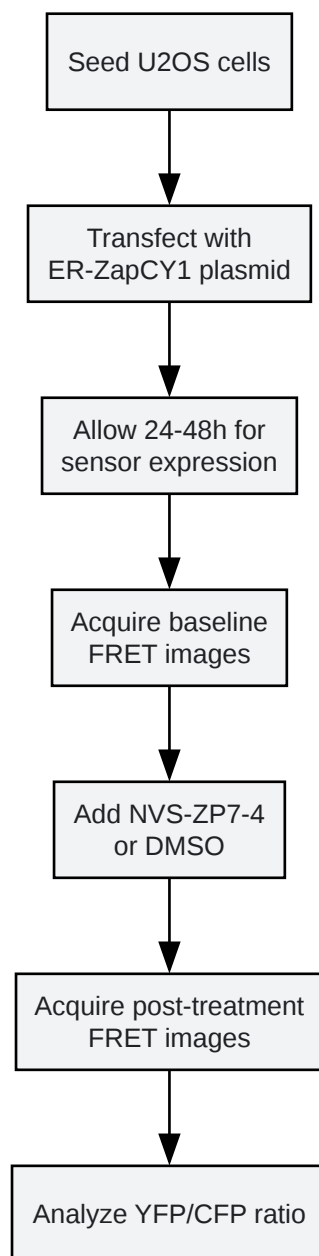 Seed U2OS cells
Transfect with
ER-ZapCY1 plasmid
Allow 24-48h for
sensor expression
Acquire baseline
FRET images
Add NVS-ZP7-4
or DMSO
Acquire post-treatment
FRET images
Analyze YFP/CFP ratio